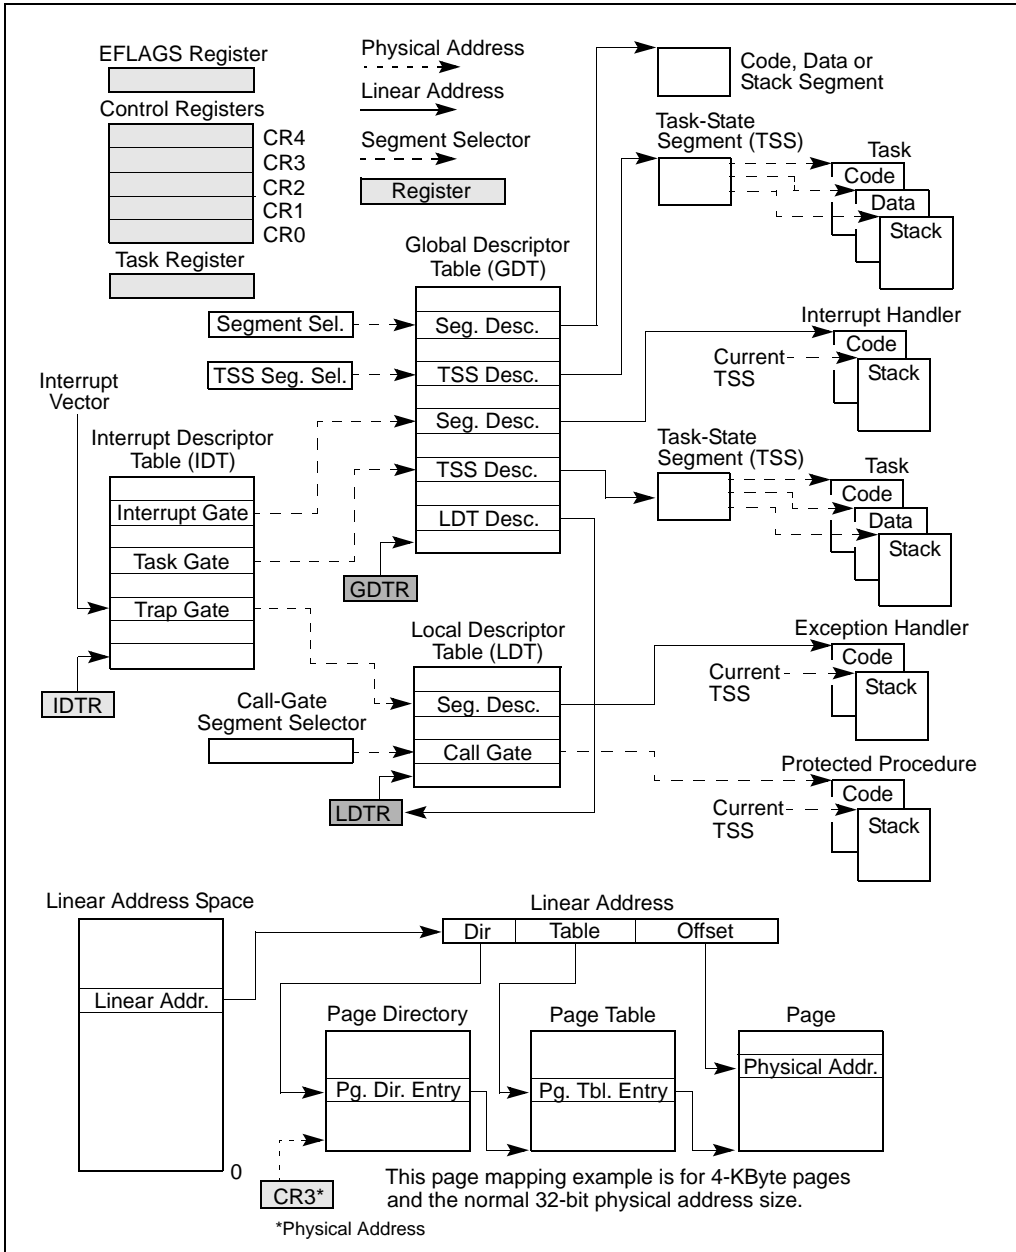 EFLAGS Register
Control Registers
CR4
CR3
CR2
CR1
CR0
Task Register
Physical Address
Linear Address
Segment Selector
Register
Code, Data or
Stack Segment
Task-State
Segment (TSS)
Task
Code
Data
Stack
Global Descriptor
Table (GDT)
Segment Sel.
Seg. Desc.
TSS Seg. Sel.
TSS Desc.
Seg. Desc.
TSS Desc.
LDT Desc.
GDTR
Interrupt Handler
Code
Current
TSS
Stack
Interrupt
Vector
Interrupt Descriptor
Table (IDT)
Interrupt Gate
Task Gate
Trap Gate
IDTR
Task-State
Segment (TSS)
Task
Code
Data
Stack
Local Descriptor
Table (LDT)
Seg. Desc.
Call-Gate
Segment Selector
Call Gate
LDTR
Exception Handler
Code
Current
TSS
Stack
Protected Procedure
Code
Current
TSS
Stack
Linear Address Space
Linear Addr.
0
Linear Address
Dir
Table
Offset
Page Directory
Pg. Dir. Entry
Page Table
Pg. Tbl. Entry
Page
Physical Addr.
CR3*
*Physical Address
This page mapping example is for 4-KByte pages
and the normal 32-bit physical address size.